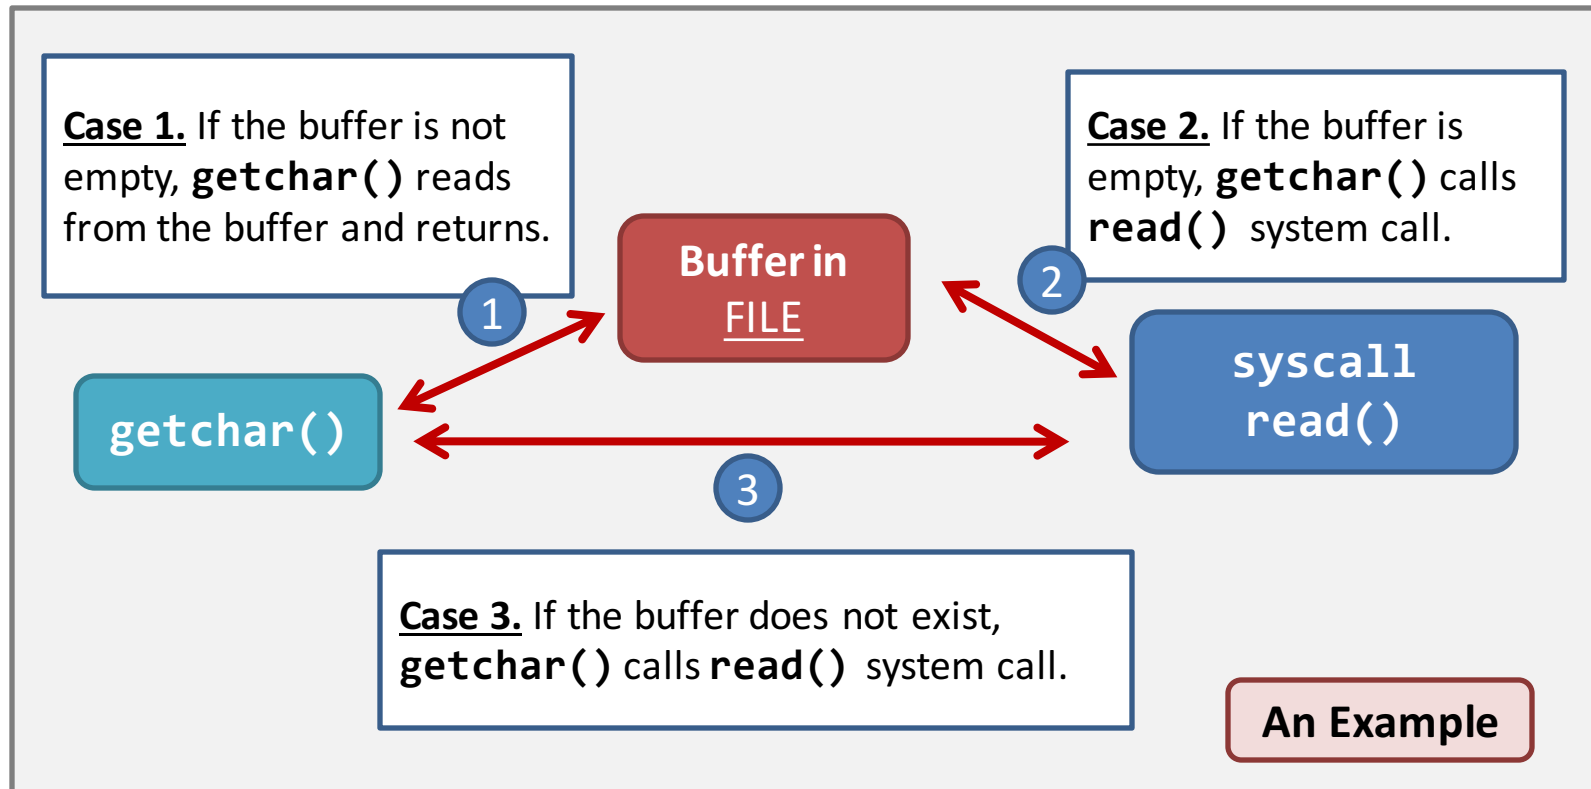 Case 1. If the buffer is not
empty, getchar() reads
from the buffer and returns.
Case 2. If the buffer is
empty, getchar() calls
read() system call.
Buffer in
FILE
1
2
syscall
read()
getchar()
3
Case 3. If the buffer does not exist,
getchar() calls read() system call.
An Example